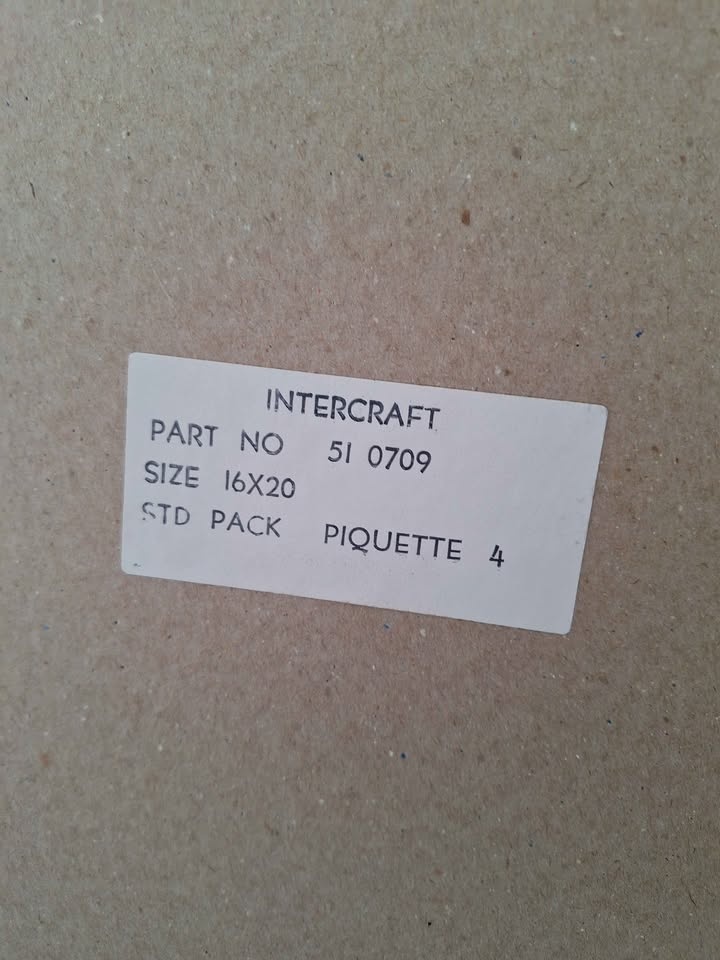 INTERCRAFT
PART NO 51 0709
SIZE 16X20
STD PACK PIQUETTE 4